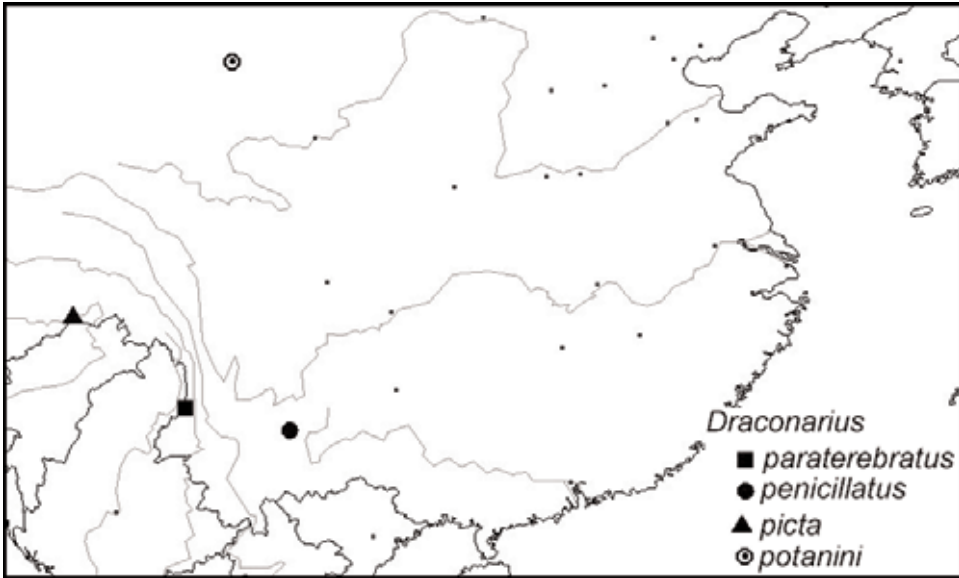 Draconarius
paraterebratus
penicillatus
picta
potanini